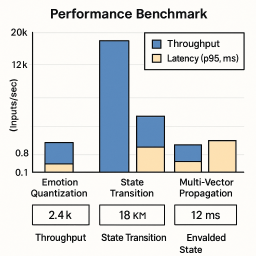 Performance Benchmark
20k
12k
0.8
0.1
(Inputs/sec)
Throughput
Latency (p95, ms)
Emotion
Quantization
State
Transition
Multi-Vector
Propagation
2.4 k
18 KM
12 ms
Throughput
State Transition
Envalded
State